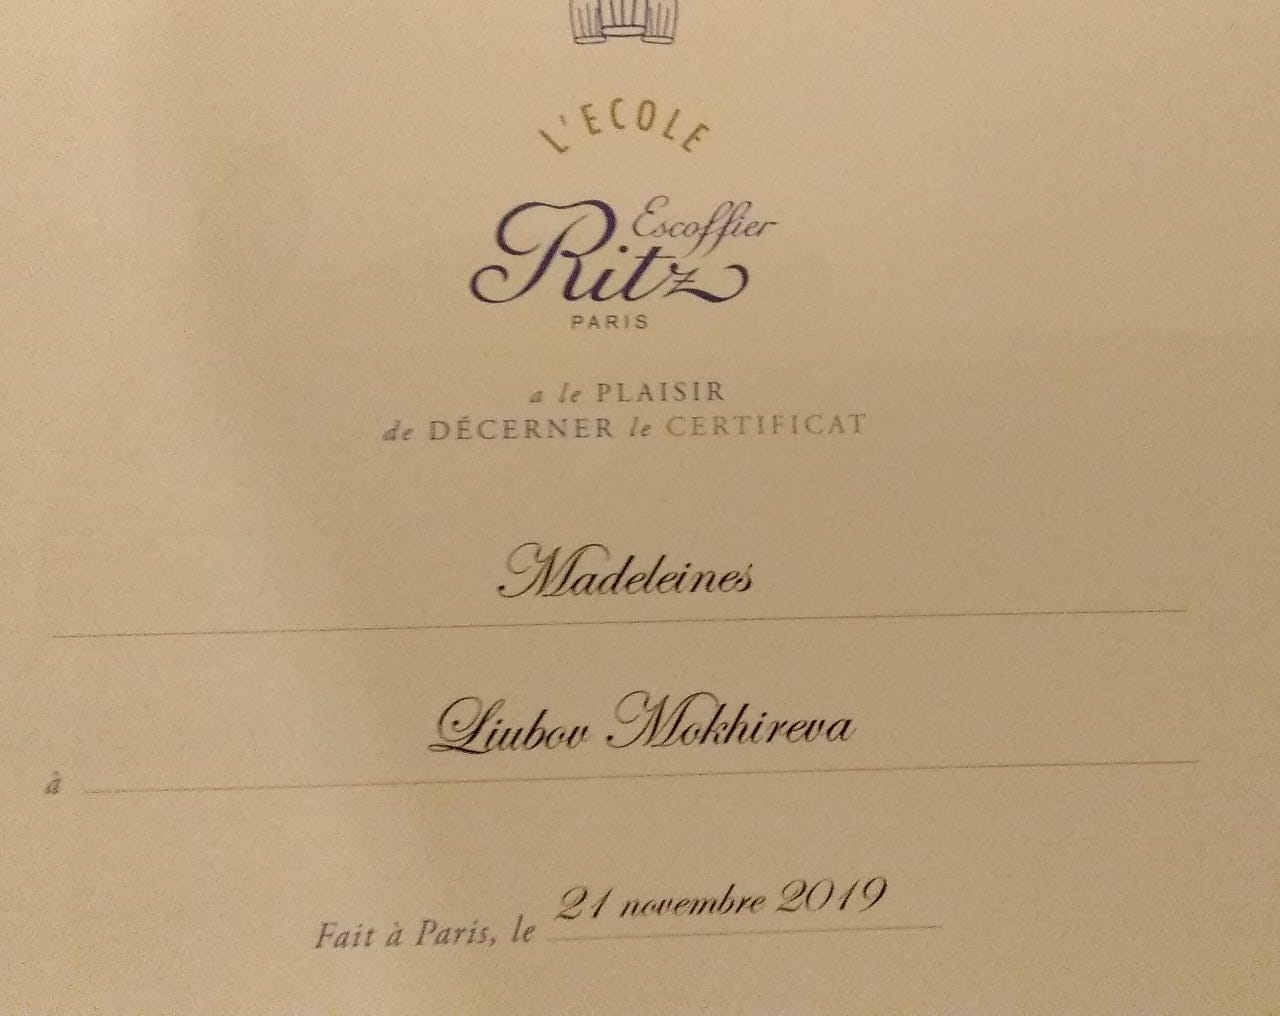 L'ECOLE
Escoffier
Ritz
PARIS
a le PLAISIR
de DÉCERNER le CERTIFICAT
Madeleines
Liubov Mokhireva
à
21 novembre 2019
Fait à Paris, le